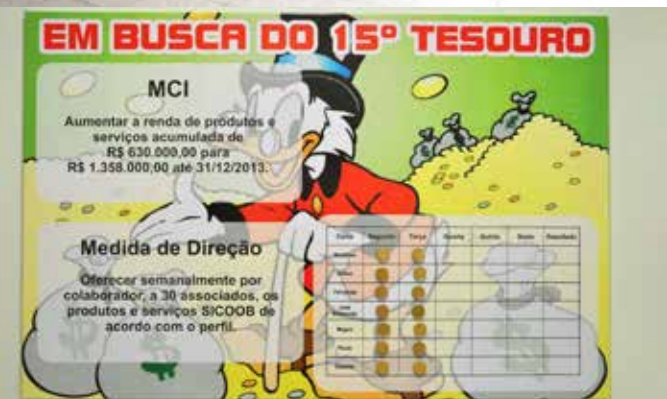 EM BUSCA DO 15º TESOURO
MCI
Aumentar a renda de produtos e
serviços acumulada de
R$ 630.000,00 para
R$ 1.358.000,00 até 31/12/2013.
Medida de Direção
Oferecer semanalmente por
colaborador, a 30 associados, os
produtos e serviços SICOOB de
acordo com o perfil.
Segunda Terça Quarta Quinta Sexta Resultado